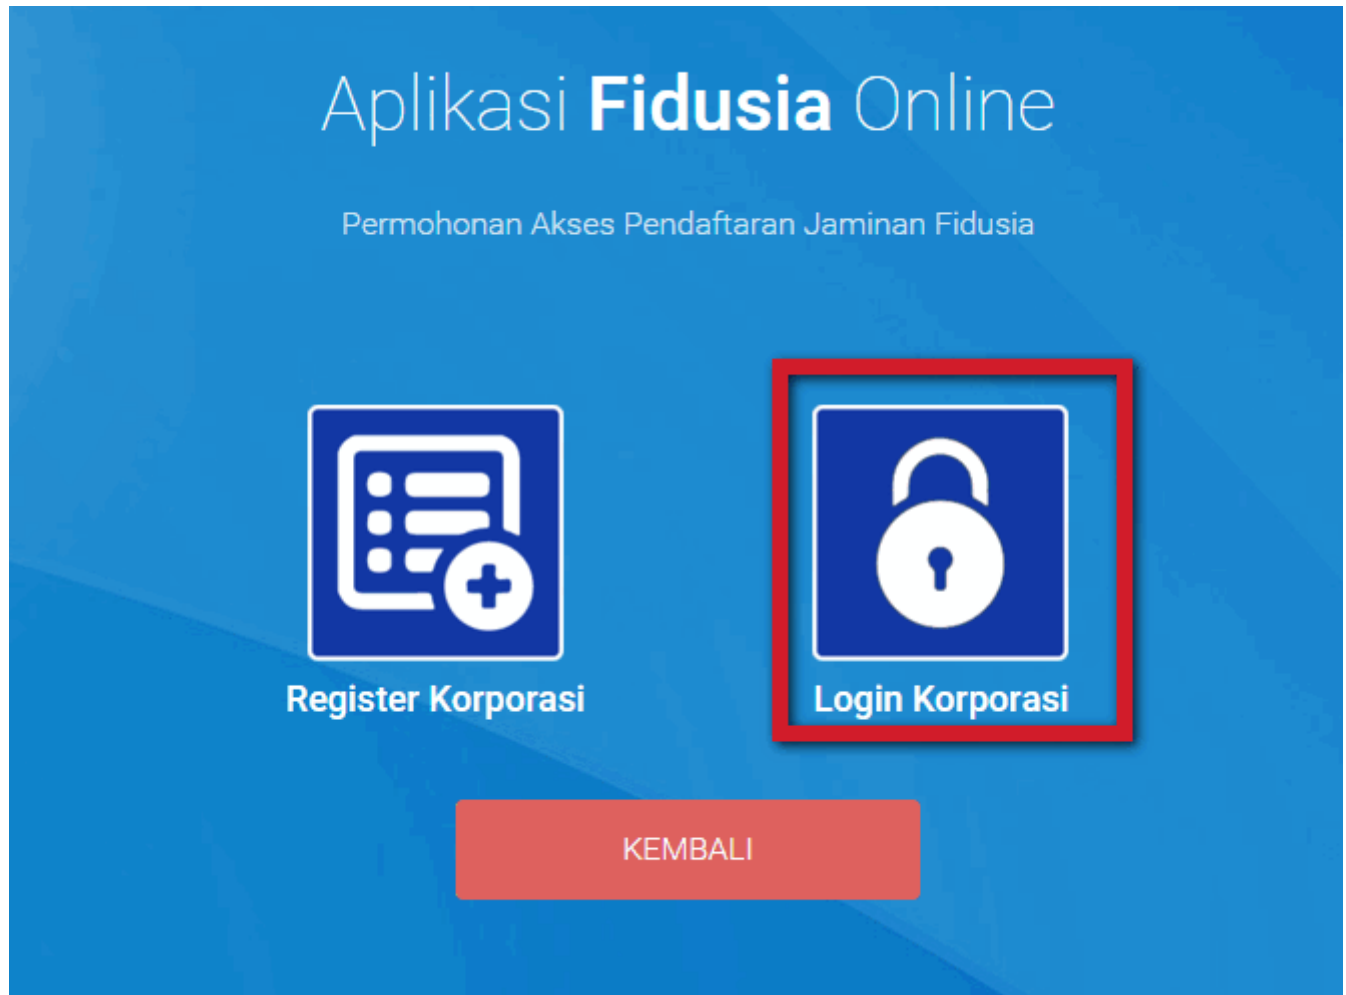 Aplikasi Fidusia Online
Permohonan Akses Pendaftaran Jaminan Fidusia
Register Korporasi
Login Korporasi
KEMBALI